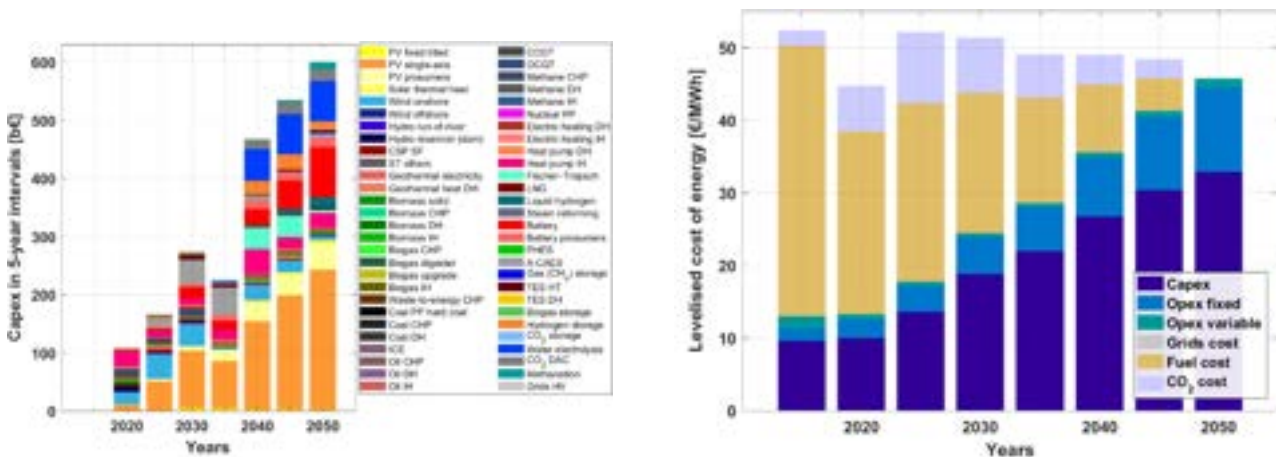 Capex in 5-year intervals [b€]
600
500
400
300
200
100
0
2020
2030
2040
2050
Years
PV fixed tilted
PV single-axis
PV prosumers
Solar thermal heat
Wind onshore
Wind offshore
Hydro run-of-river
Hydro reservoir (dam)
CSP SF
ST others
Geothermal electricity
Geothermal heat DH
Biomass solid
Biomass CHP
Biomass DH
Biomass IH
Biogas CHP
Biogas digester
Biogas upgrade
Biogas IH
Waste-to-energy CHP
Coal PP hard coal
Coal CHP
Coal DH
ICE
Oil CHP
Oil DH
Oil IH
CCGT
OCGT
Methane CHP
Methane DH
Methane IH
Nuclear PP
Electric heating DH
Electric heating IH
Heat pump DH
Heat pump IH
Fischer-Tropsch
LNG
Liquid hydrogen
Steam reforming
Battery
Battery prosumers
PHES
A-CAES
Gas (CH₄) storage
TES HT
TES DH
Biogas storage
Hydrogen storage
CO₂ storage
Water electrolysis
CO₂ DAC
Methanation
Grids HV
Levelised cost of energy [€/MWh]
50
40
30
20
10
0
2020
2030
2040
2050
Years
Capex
Opex fixed
Opex variable
Grids cost
Fuel cost
CO₂ cost